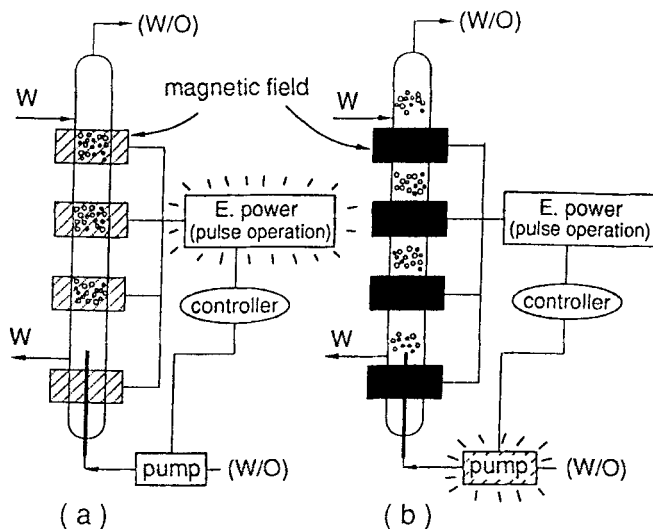 (W/O)
W
magnetic field
E. power
(pulse operation)
controller
W
pump
(W/O)
(a)
(W/O)
W
E. power
(pulse operation)
controller
W
pump
(W/O)
(b)